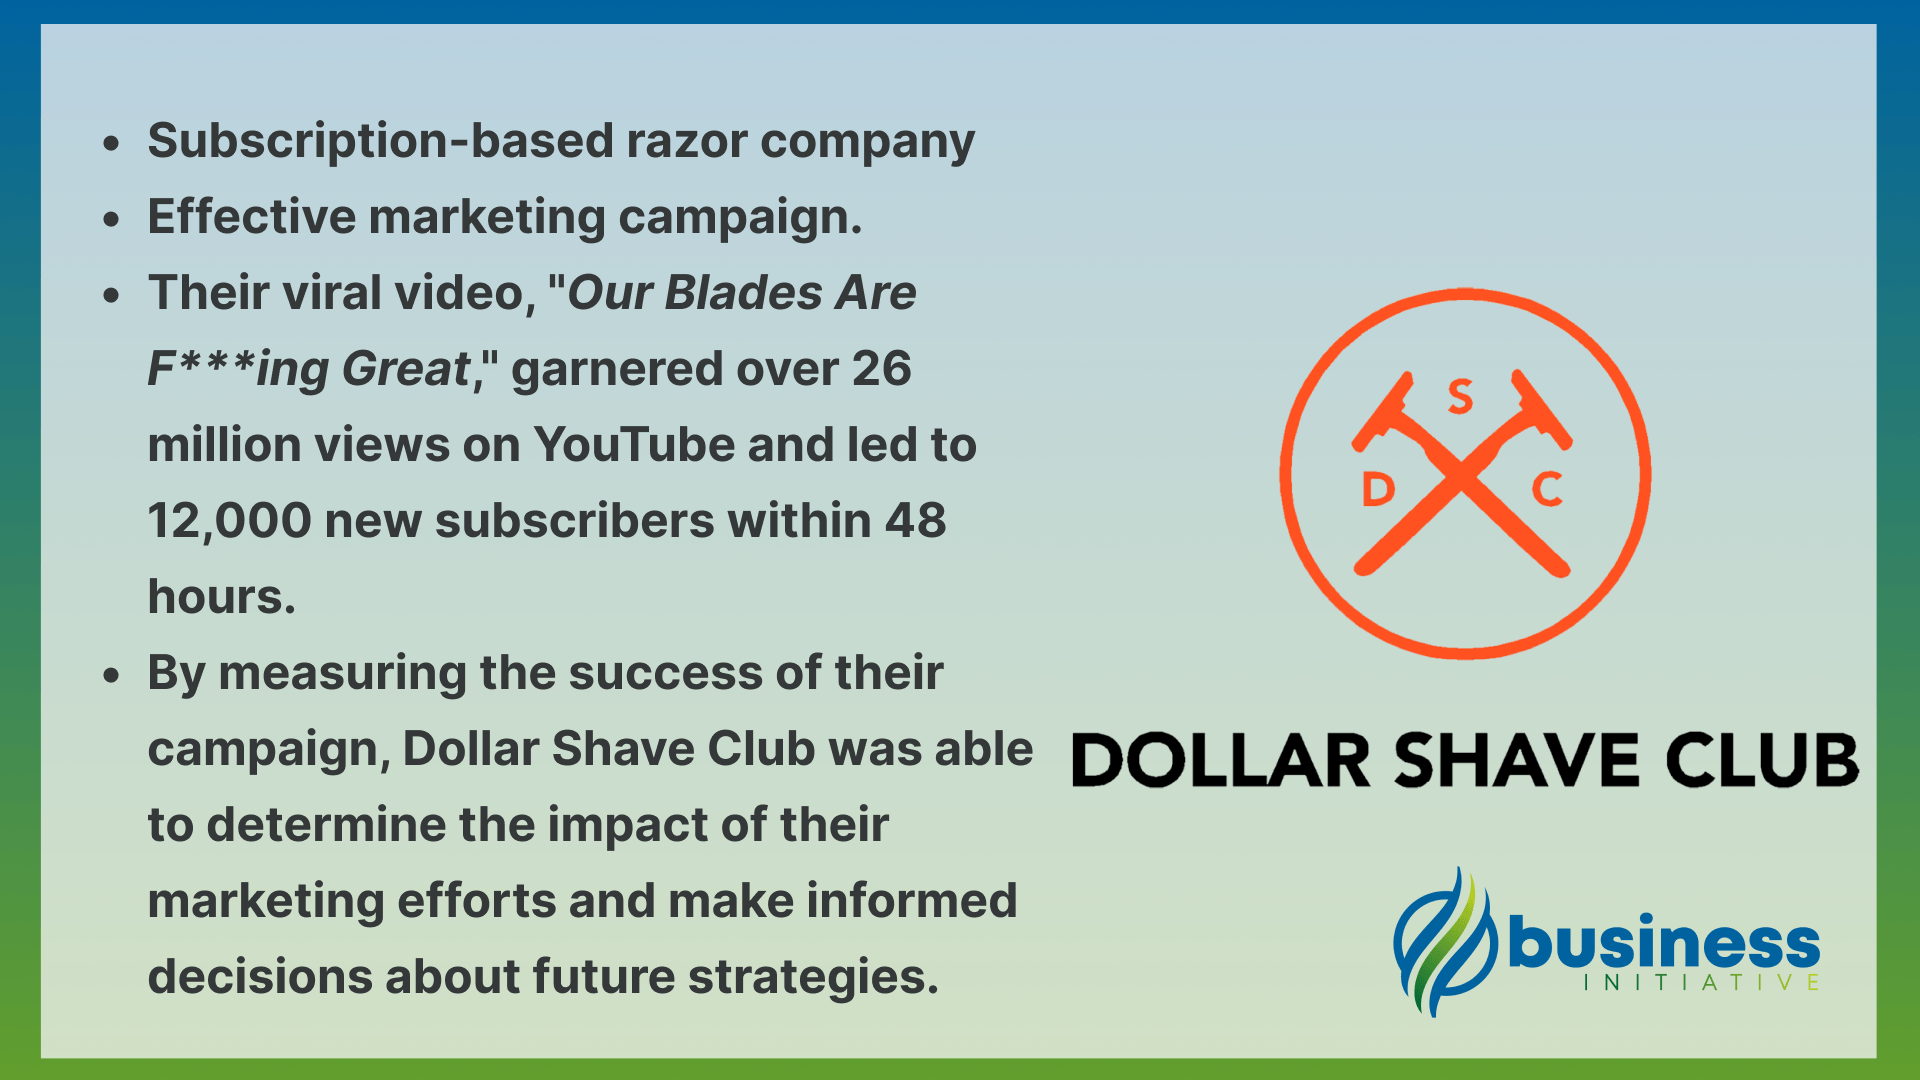 • Subscription-based razor company
• Effective marketing campaign.
• Their viral video, "Our Blades Are
F***ing Great," garnered over 26
million views on YouTube and led to
12,000 new subscribers within 48
hours.
• By measuring the success of their
campaign, Dollar Shave Club was able
to determine the impact of their
marketing efforts and make informed
decisions about future strategies.
S
D C
DOLLAR SHAVE CLUB
business
INITIATIVE